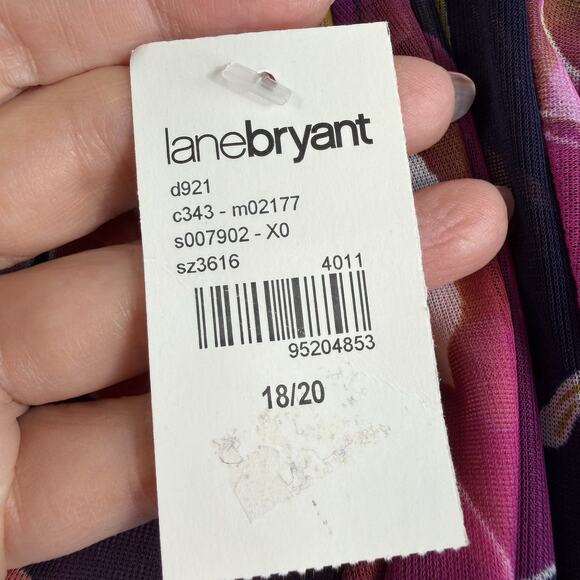 lanebryant
d921
c343 - m02177
s007902 - X0
sz3616 4011
95204853
18/20